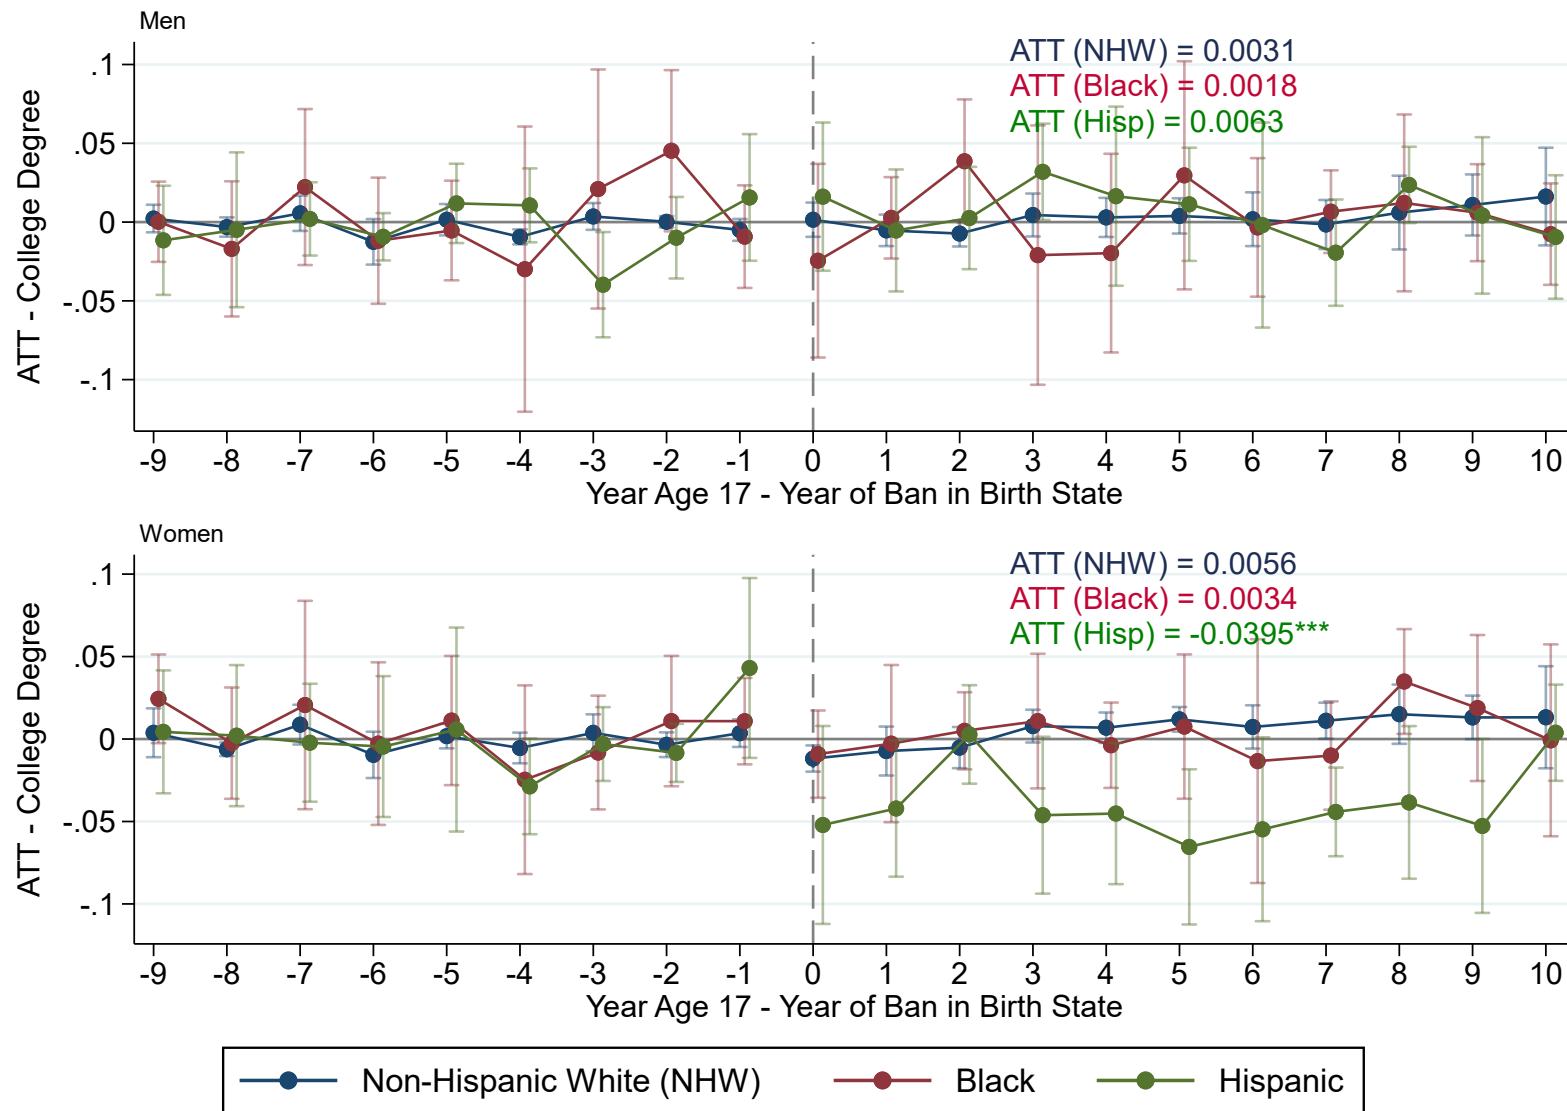 Men
ATT (NHW) = 0.0031
ATT (Black) = 0.0018
ATT (Hisp) = 0.0063
ATT - College Degree
.1
.05
0
-.05
-.1
-9 -8 -7 -6 -5 -4 -3 -2 -1 0 1 2 3 4 5 6 7 8 9 10
Year Age 17 - Year of Ban in Birth State
Women
ATT (NHW) = 0.0056
ATT (Black) = 0.0034
ATT (Hisp) = -0.0395***
ATT - College Degree
.1
.05
0
-.05
-.1
-9 -8 -7 -6 -5 -4 -3 -2 -1 0 1 2 3 4 5 6 7 8 9 10
Year Age 17 - Year of Ban in Birth State
Non-Hispanic White (NHW) Black Hispanic